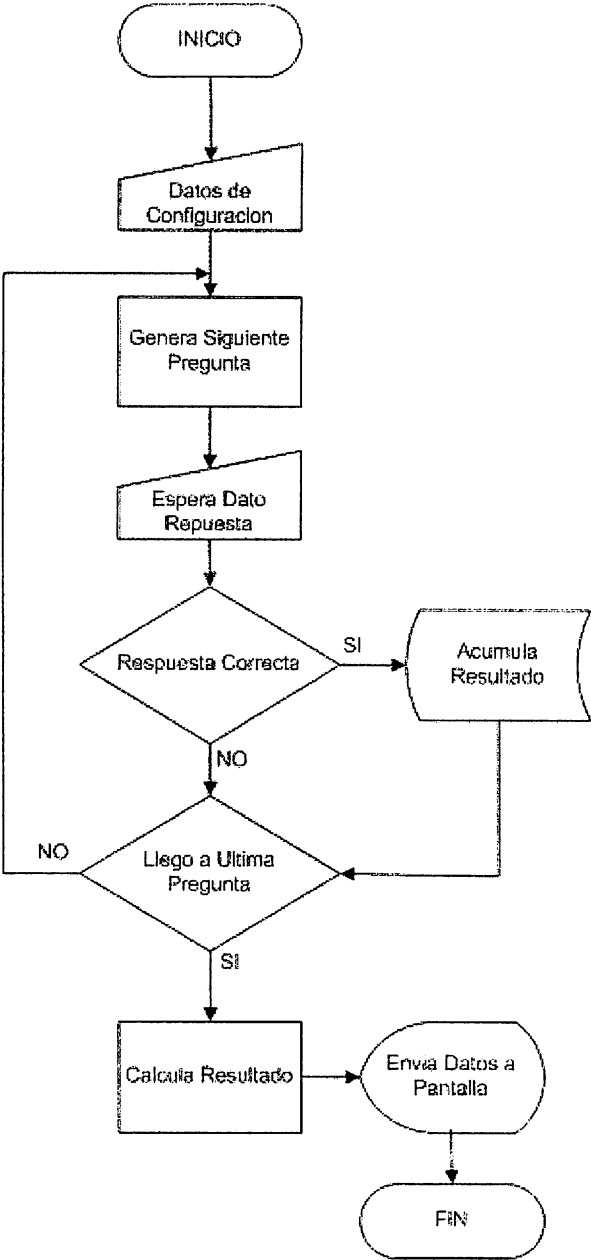 INICIO
Datos de
Configuracion
Genera Siguiente
Pregunta
Espera Dato
Repuesta
Respuesta Correcta
SI
Acumula
Resultado
NO
Llego a Ultima
Pregunta
NO
SI
Calcula Resultado
Envia Datos a
Pantalla
FIN